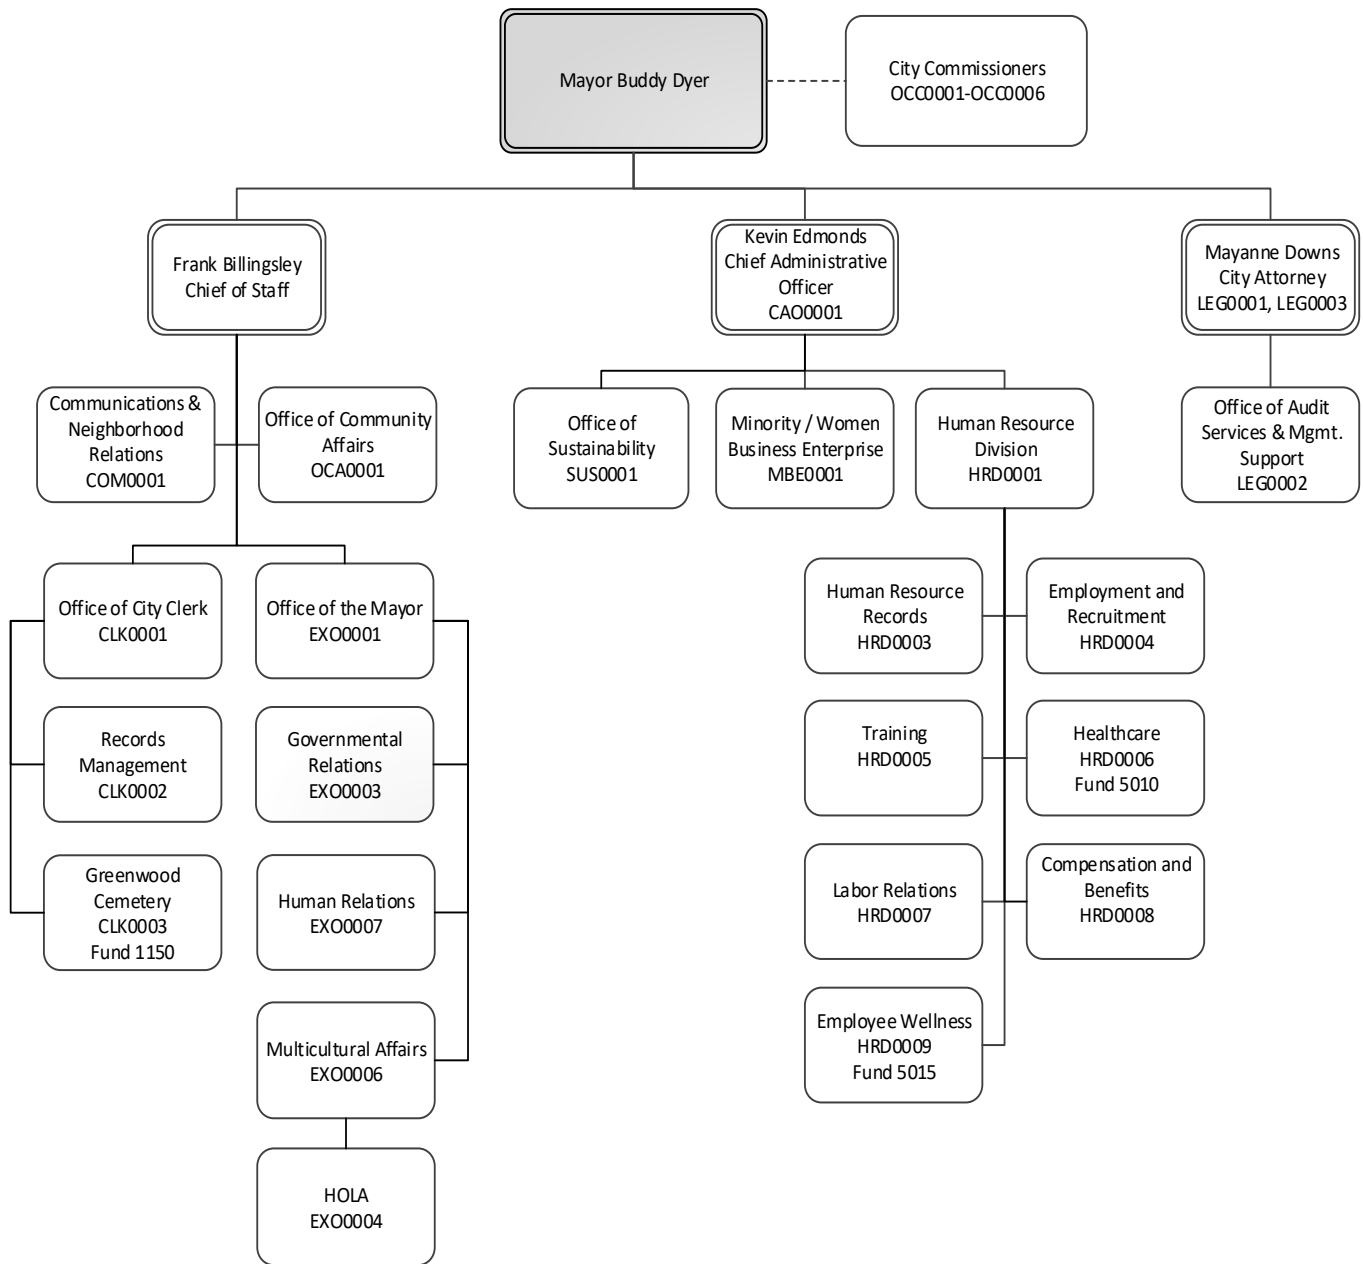 Mayor Buddy Dyer
City Commissioners
OCC0001-OCC0006
Frank Billingsley
Chief of Staff
Kevin Edmonds
Chief Administrative
Officer
CAO0001
Mayanne Downs
City Attorney
LEG0001, LEG0003
Communications &
Neighborhood
Relations
COM0001
Office of Community
Affairs
OCA0001
Office of
Sustainability
SUS0001
Minority / Women
Business Enterprise
MBE0001
Human Resource
Division
HRD0001
Office of Audit
Services & Mgmt.
Support
LEG0002
Office of City Clerk
CLK0001
Office of the Mayor
EXO0001
Human Resource
Records
HRD0003
Employment and
Recruitment
HRD0004
Records
Management
CLK0002
Governmental
Relations
EXO0003
Training
HRD0005
Healthcare
HRD0006
Fund 5010
Greenwood
Cemetery
CLK0003
Fund 1150
Human Relations
EXO0007
Labor Relations
HRD0007
Compensation and
Benefits
HRD0008
Multicultural Affairs
EXO0006
Employee Wellness
HRD0009
Fund 5015
HOLA
EXO0004